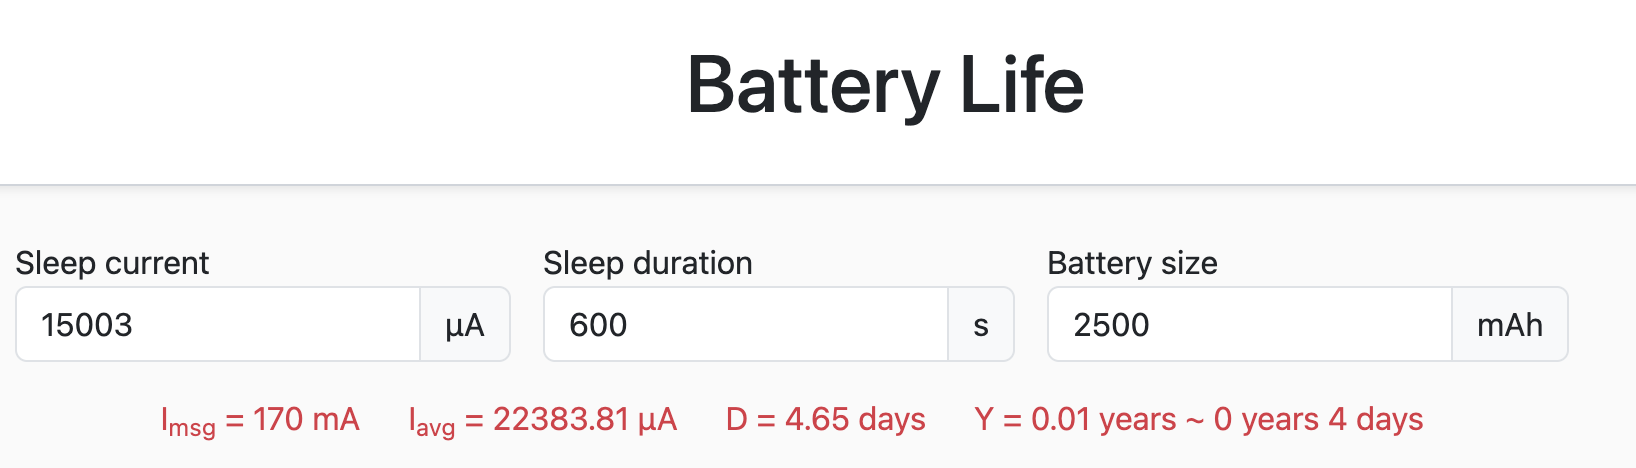 Battery Life
Sleep current Sleep duration Battery size
15003 µA 600 s 2500 mAh
Imsg = 170 mA Iavg = 22383.81 µA D = 4.65 days Y = 0.01 years ~ 0 years 4 days